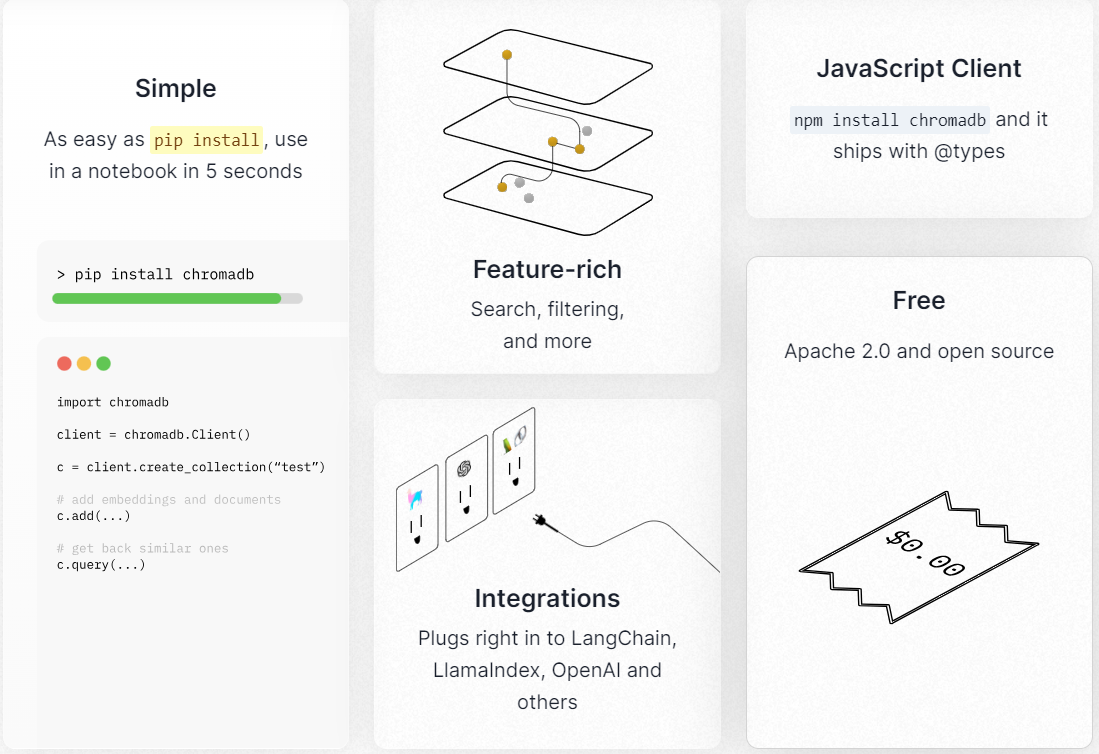 Simple
As easy as pip install, use
in a notebook in 5 seconds
> pip install chromadb
import chromadb
client = chromadb.Client()
c = client.create_collection(“test”)
# add embeddings and documents
c.add(...)
# get back similar ones
c.query(...)
Feature-rich
Search, filtering,
and more
Integrations
Plugs right in to LangChain,
LlamaIndex, OpenAI and
others
JavaScript Client
npm install chromadb and it
ships with @types
Free
Apache 2.0 and open source
$0.00